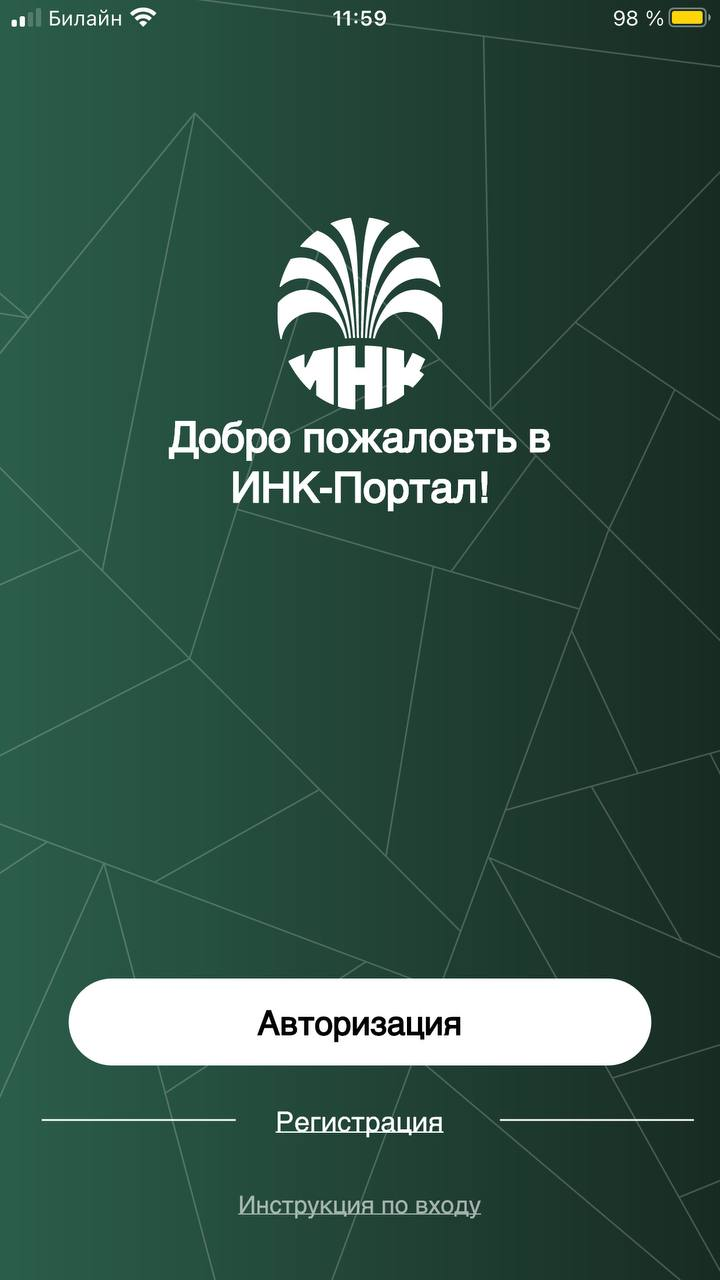 Билайн 11:59 98 %
ИНК
Добро пожаловть в
ИНК-Портал!
Авторизация
Регистрация
Инструкция по входу